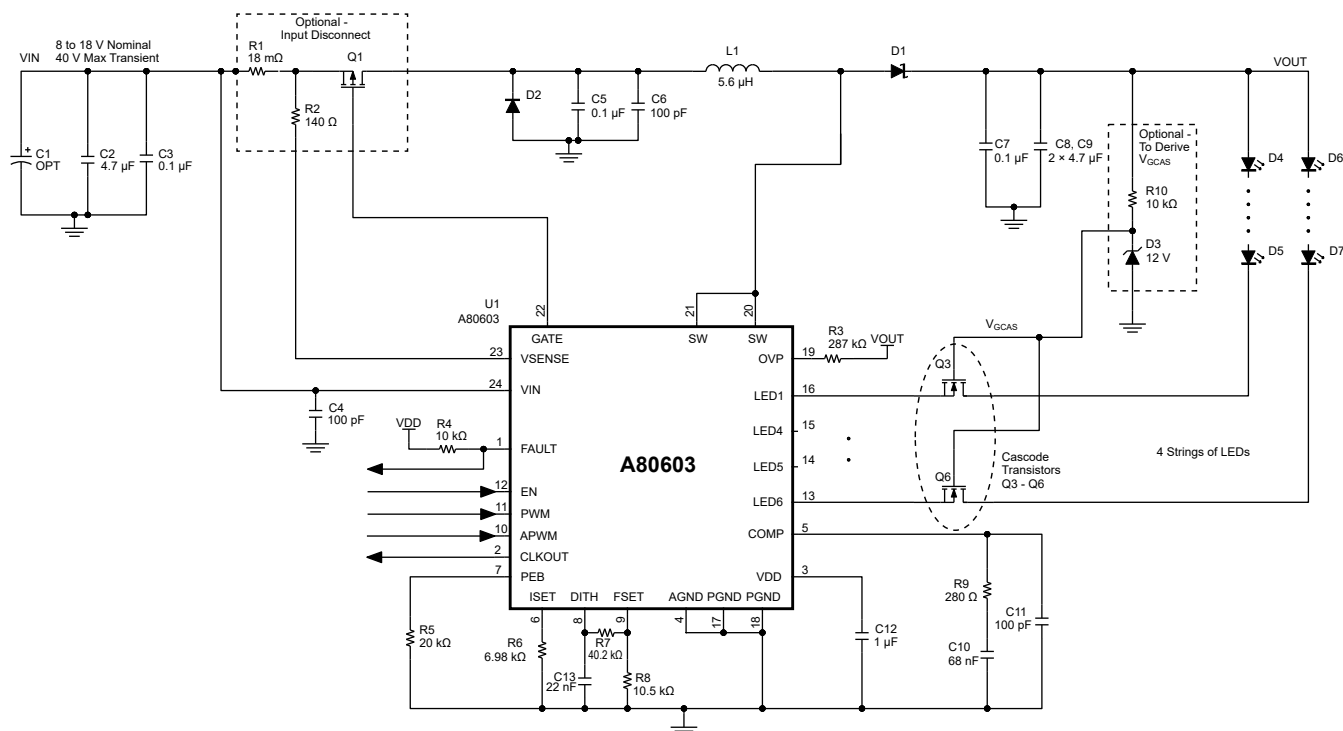 8 to 18 V Nominal
40 V Max Transient
VIN
Optional -
Input Disconnect
R1
18 mΩ
Q1
R2
140 Ω
+
C1
OPT
C2
4.7 µF
C3
0.1 µF
D2
C5
0.1 µF
C6
100 pF
L1
5.6 µH
D1
VOUT
C7
0.1 µF
C8, C9
2 × 4.7 µF
Optional -
To Derive
VGCAS
R10
10 kΩ
D3
12 V
D4
D6
D5
D7
U1
A80603
22
GATE
21
SW
20
SW
23
VSENSE
24
VIN
C4
100 pF
VDD
R4
10 kΩ
1
FAULT
12
EN
11
PWM
10
APWM
2
CLKOUT
7
PEB
A80603
OVP
19
R3
287 kΩ
VOUT
LED1
16
LED4
15
LED5
14
LED6
13
COMP
5
VDD
3
VGCAS
Q3
Q6
Cascode
Transistors
Q3 - Q6
4 Strings of LEDs
ISET
DITH
FSET
AGND
PGND
PGND
6
8
9
4
17
18
R5
20 kΩ
R6
6.98 kΩ
R7
40.2 kΩ
C13
22 nF
R8
10.5 kΩ
C12
1 µF
R9
280 Ω
C10
68 nF
C11
100 pF